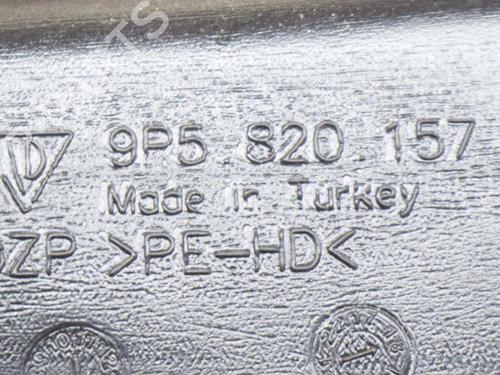 9P5.820.157
Made in Turkey
ZP >PE-HD<